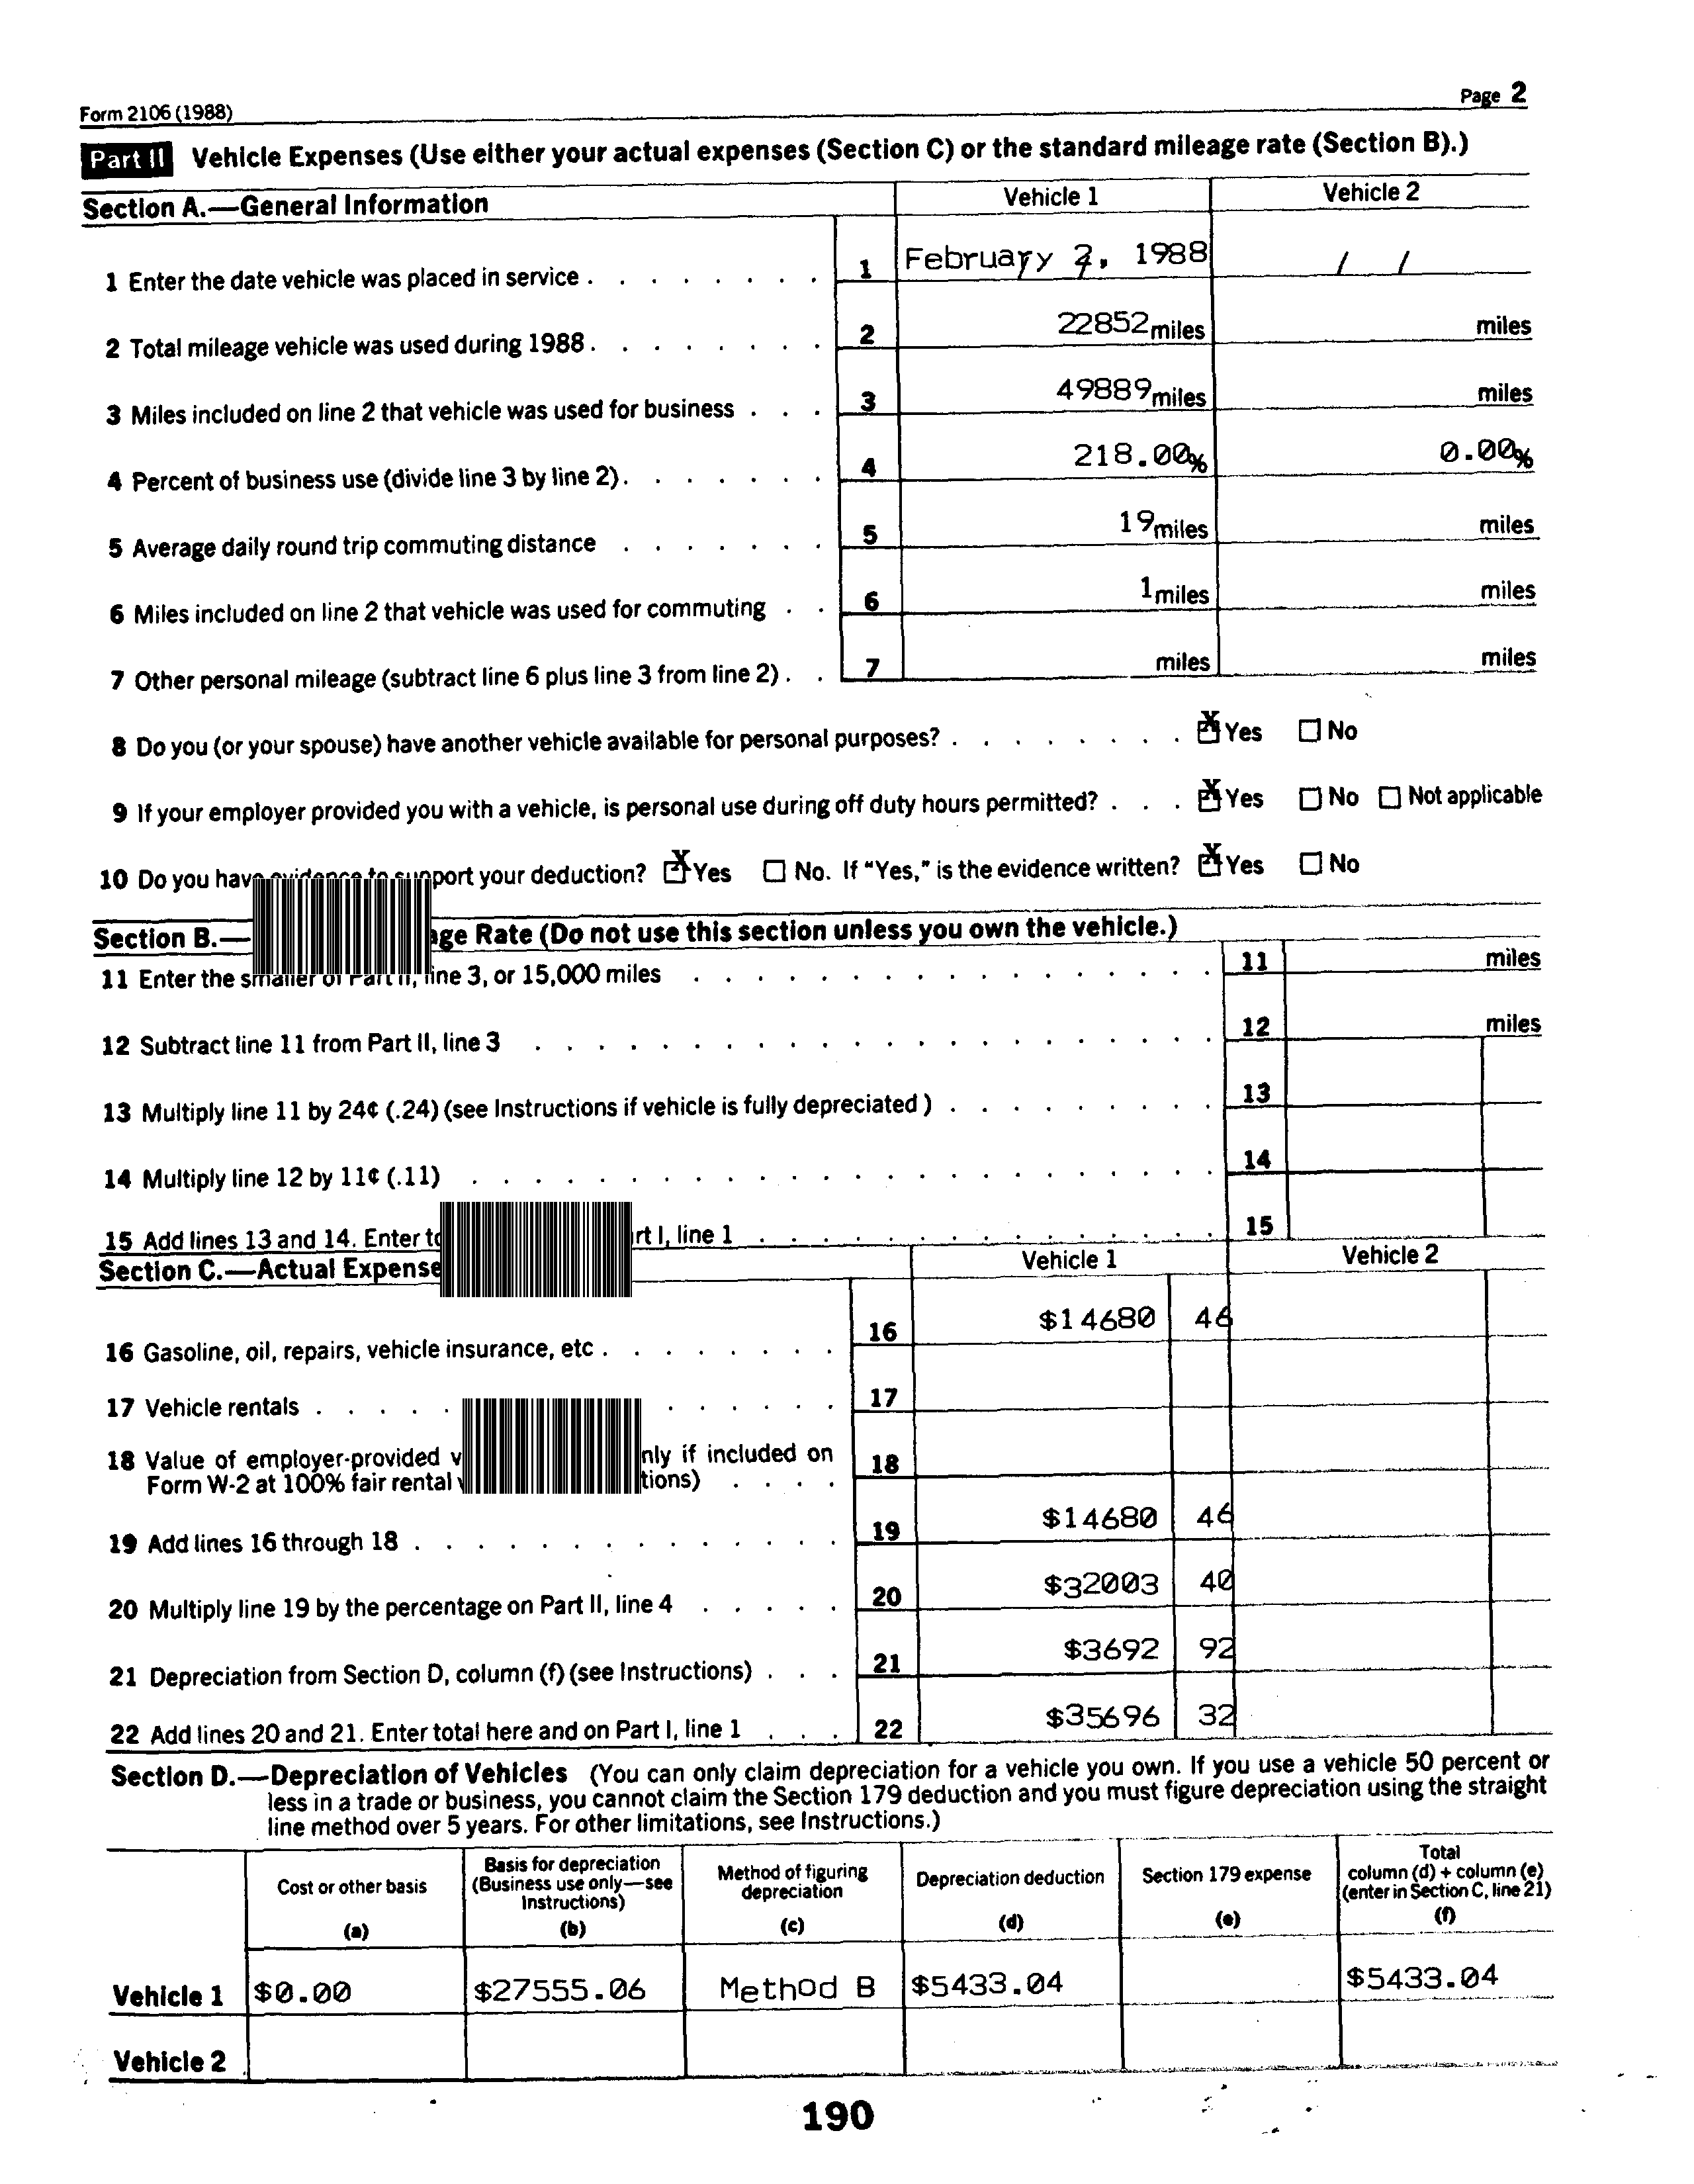 Form 2106 (1988)
Page 2
Part II Vehicle Expenses (Use either your actual expenses (Section C) or the standard mileage rate (Section B).)
Section A.—General Information Vehicle 1 Vehicle 2
1 Enter the date vehicle was placed in service . . . . . . . . 1 February 2, 1988 / /
2 Total mileage vehicle was used during 1988 . . . . . . . . 2 22852 miles miles
3 Miles included on line 2 that vehicle was used for business . . . 3 49889 miles miles
4 Percent of business use (divide line 3 by line 2) . . . . . . . 4 218.00% 0.00%
5 Average daily round trip commuting distance . . . . . . . 5 19 miles miles
6 Miles included on line 2 that vehicle was used for commuting . . 6 1 miles miles
7 Other personal mileage (subtract line 6 plus line 3 from line 2) . . 7 miles miles
8 Do you (or your spouse) have another vehicle available for personal purposes? . . . . . . . . X Yes No
9 If your employer provided you with a vehicle, is personal use during off duty hours permitted? . . . X Yes No Not applicable
10 Do you have evidence to support your deduction? X Yes No. If "Yes," is the evidence written? X Yes No
Section B.— age Rate (Do not use this section unless you own the vehicle.)
11 Enter the smaller of Part II, line 3, or 15,000 miles . . . . . . . . . . . . . . . . . 11 miles
12 Subtract line 11 from Part II, line 3 . . . . . . . . . . . . . . . . . . . . . . 12 miles
13 Multiply line 11 by 24¢ (.24) (see Instructions if vehicle is fully depreciated ) . . . . . . . . . 13
14 Multiply line 12 by 11¢ (.11) . . . . . . . . . . . . . . . . . . . . . . . . 14
15 Add lines 13 and 14. Enter to rt I, line 1 . . . . . . . . . . . . . . . 15
Section C.—Actual Expense Vehicle 1 Vehicle 2
16 Gasoline, oil, repairs, vehicle insurance, etc . . . . . . . . 16 $14680 46
17 Vehicle rentals . . . . . . . . . . . 17
18 Value of employer-provided v nly if included on 18
Form W-2 at 100% fair rental v tions) . . . .
19 Add lines 16 through 18 . . . . . . . . . . . . . . 19 $14680 46
20 Multiply line 19 by the percentage on Part II, line 4 . . . . . 20 $32003 40
21 Depreciation from Section D, column (f) (see Instructions) . . . 21 $3692 92
22 Add lines 20 and 21. Enter total here and on Part I, line 1 . . . 22 $35696 32
Section D.—Depreciation of Vehicles (You can only claim depreciation for a vehicle you own. If you use a vehicle 50 percent or
less in a trade or business, you cannot claim the Section 179 deduction and you must figure depreciation using the straight
line method over 5 years. For other limitations, see Instructions.)
Cost or other basis (a) Basis for depreciation (Business use only—see Instructions) (b) Method of figuring depreciation (c) Depreciation deduction (d) Section 179 expense (e) Total column (d) + column (e) (enter in Section C, line 21) (f)
Vehicle 1 $0.00 $27555.06 Method B $5433.04 $5433.04
Vehicle 2
190